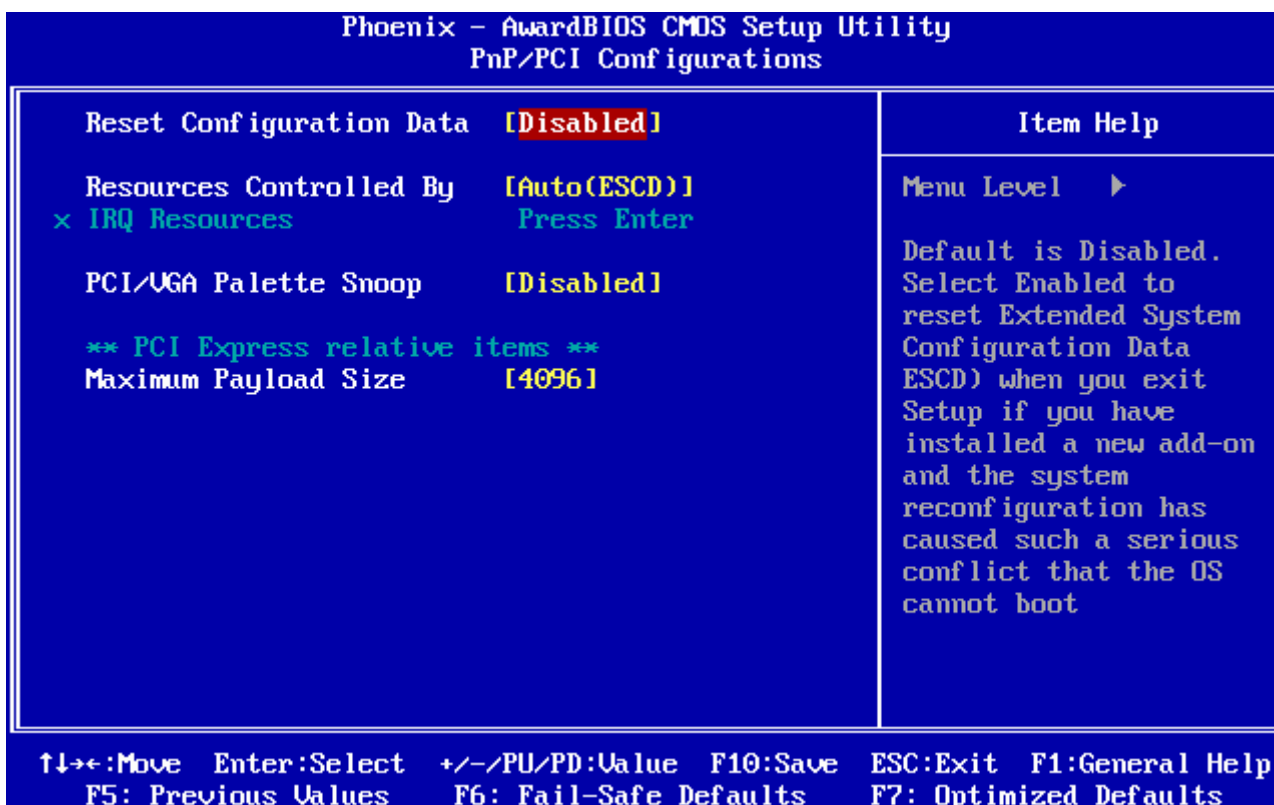 Phoenix - AwardBIOS CMOS Setup Utility
PnP/PCI Configurations
Reset Configuration Data [Disabled]
Resources Controlled By [Auto(ESCD)]
x IRQ Resources Press Enter
PCI/VGA Palette Snoop [Disabled]
** PCI Express relative items **
Maximum Payload Size [4096]
Item Help
Menu Level ▶
Default is Disabled.
Select Enabled to
reset Extended System
Configuration Data
ESCD) when you exit
Setup if you have
installed a new add-on
and the system
reconfiguration has
caused such a serious
conflict that the OS
cannot boot
↑↓→←:Move Enter:Select +/-/PU/PD:Value F10:Save ESC:Exit F1:General Help
F5: Previous Values F6: Fail-Safe Defaults F7: Optimized Defaults